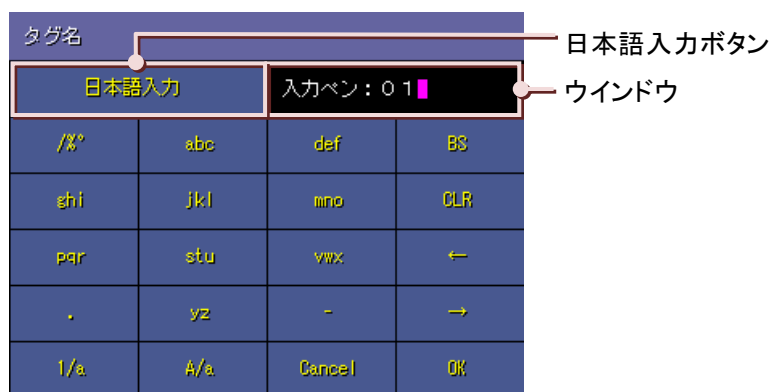 タグ名
日本語入力ボタン
日本語入力
入力ペン：０１
ウインドウ
/%°
abc
def
BS
ghi
jkl
mno
CLR
pqr
stu
vwx
←
.
yz
-
→
1/a
A/a
Cancel
OK